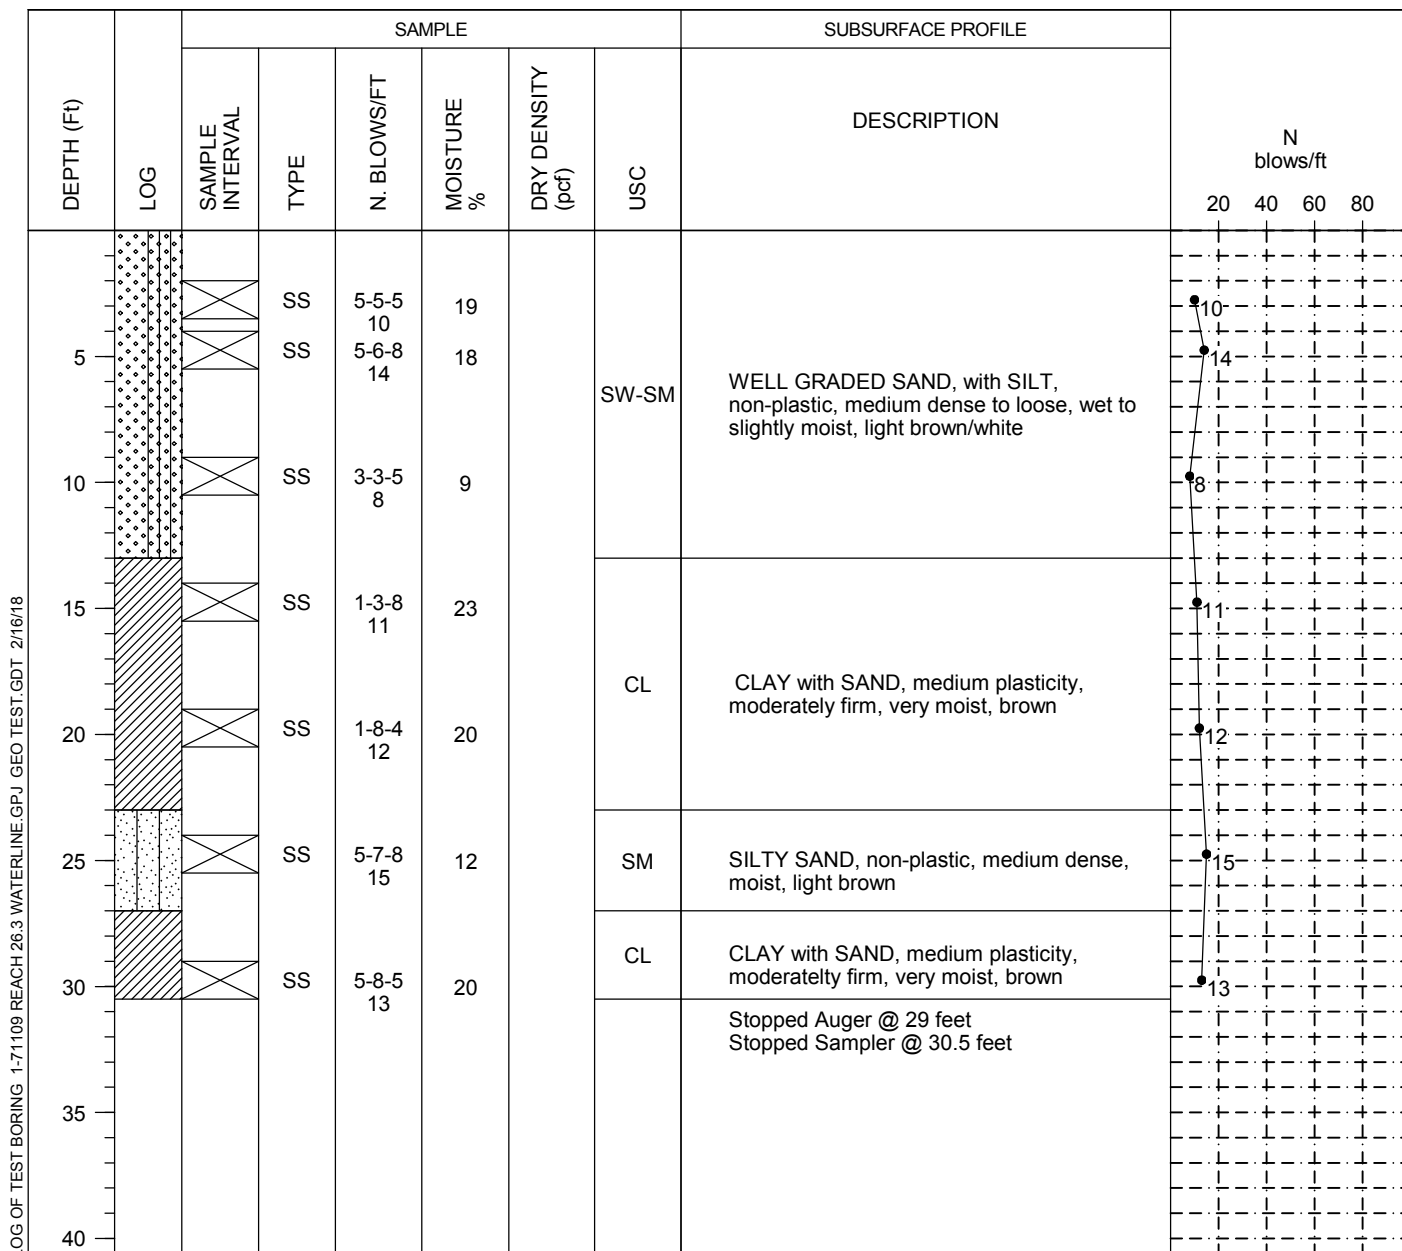 SAMPLE
SUBSURFACE PROFILE
DEPTH (Ft)
LOG
SAMPLE
INTERVAL
TYPE
N. BLOWS/FT
MOISTURE
%
DRY DENSITY
(pcf)
USC
DESCRIPTION
N
blows/ft
20 40 60 80
SS 5-5-5 19
10
10
5 SS 5-6-8 18
14
14
SW-SM
WELL GRADED SAND, with SILT,
non-plastic, medium dense to loose, wet to
slightly moist, light brown/white
10 SS 3-3-5 9
8
8
15 SS 1-3-8 23
11
11
CL
CLAY with SAND, medium plasticity,
moderately firm, very moist, brown
20 SS 1-8-4 20
12
12
25 SS 5-7-8 12
15
SM
SILTY SAND, non-plastic, medium dense,
moist, light brown
15
CL
CLAY with SAND, medium plasticity,
moderatelty firm, very moist, brown
30 SS 5-8-5 20
13
13
Stopped Auger @ 29 feet
Stopped Sampler @ 30.5 feet
35
40
OG OF TEST BORING 1-71109 REACH 26.3 WATERLINE.GPJ GEO TEST.GDT 2/16/18